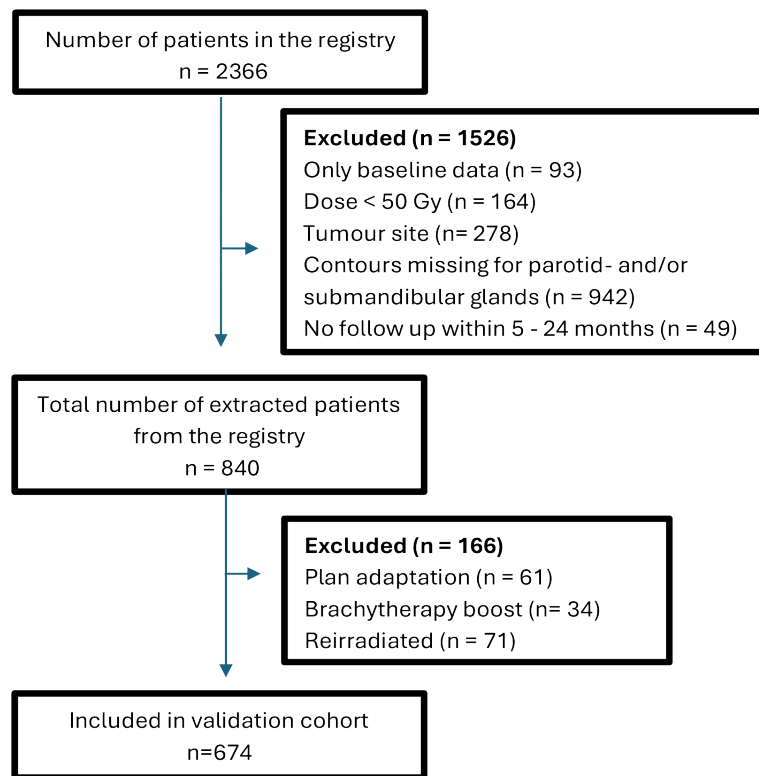 Number of patients in the registry
n = 2366
Excluded (n = 1526)
Only baseline data (n = 93)
Dose < 50 Gy (n = 164)
Tumour site (n= 278)
Contours missing for parotid- and/or
submandibular glands (n = 942)
No follow up within 5 - 24 months (n = 49)
Total number of extracted patients
from the registry
n = 840
Excluded (n = 166)
Plan adaptation (n = 61)
Brachytherapy boost (n= 34)
Reirradiated (n = 71)
Included in validation cohort
n=674